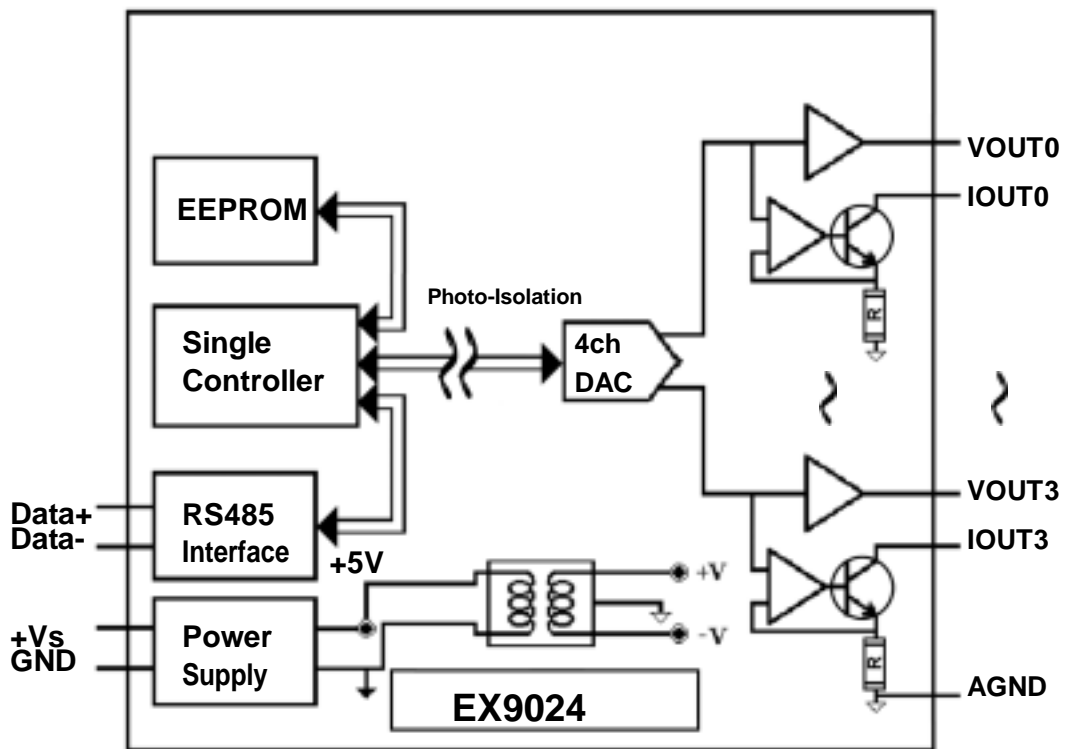 VOUT0
IOUT0
EEPROM
Photo-Isolation
Single
Controller
4ch
DAC
R
VOUT3
IOUT3
Data+
Data-
RS485
Interface
+5V
+V
-V
+Vs
GND
Power
Supply
R
AGND
EX9024